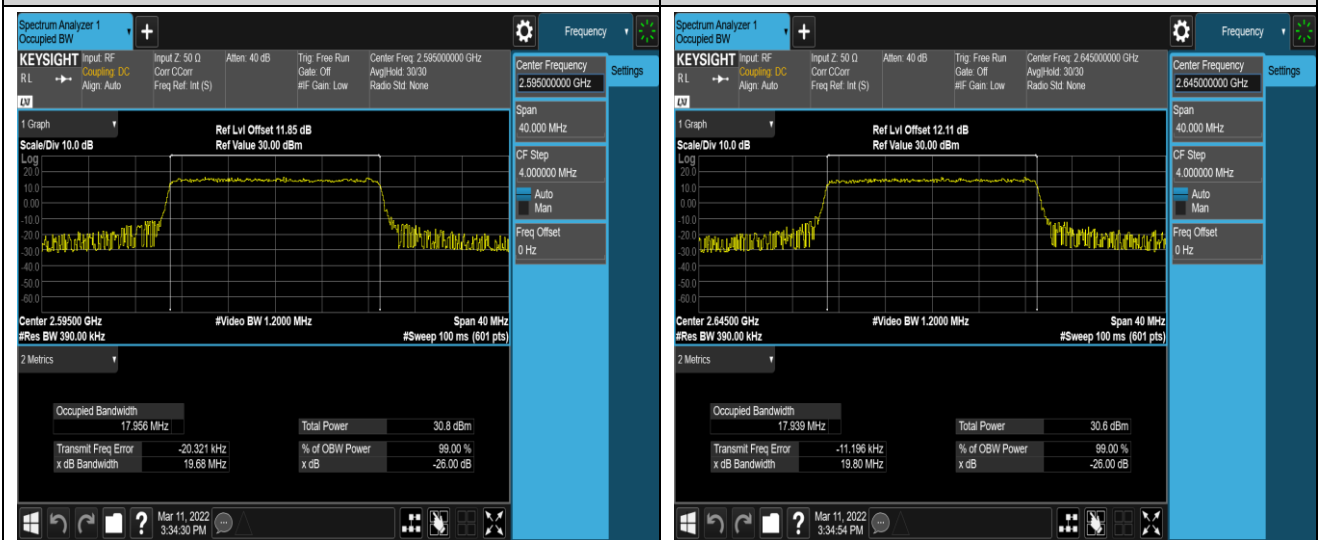 Spectrum Analyzer 1
Occupied BW
+
Frequency
KEYSIGHT
Input: RF
Coupling: DC
Align: Auto
Input Z: 50 Ω
Corr CCorr
Freq Ref: Int (S)
Atten: 40 dB
Trig: Free Run
Gate: Off
#IF Gain: Low
Center Freq: 2.595000000 GHz
Avg|Hold: 30/30
Radio Std: None
RL
LXI
Center Frequency
2.595000000 GHz
Settings
Span
40.000 MHz
CF Step
4.000000 MHz
Auto
Man
Freq Offset
0 Hz
1 Graph
Scale/Div 10.0 dB
Ref Lvl Offset 11.85 dB
Ref Value 30.00 dBm
Log
20.0
10.0
0.00
-10.0
-20.0
-30.0
-40.0
-50.0
-60.0
Center 2.59500 GHz
#Video BW 1.2000 MHz
Span 40 MHz
#Res BW 390.00 kHz
#Sweep 100 ms (601 pts)
2 Metrics
Occupied Bandwidth
17.956 MHz
Total Power 30.8 dBm
Transmit Freq Error -20.321 kHz
% of OBW Power 99.00 %
x dB Bandwidth 19.68 MHz
x dB -26.00 dB
?
Mar 11, 2022
3:34:30 PM
Spectrum Analyzer 1
Occupied BW
+
Frequency
KEYSIGHT
Input: RF
Coupling: DC
Align: Auto
Input Z: 50 Ω
Corr CCorr
Freq Ref: Int (S)
Atten: 40 dB
Trig: Free Run
Gate: Off
#IF Gain: Low
Center Freq: 2.645000000 GHz
Avg|Hold: 30/30
Radio Std: None
RL
LXI
Center Frequency
2.645000000 GHz
Settings
Span
40.000 MHz
CF Step
4.000000 MHz
Auto
Man
Freq Offset
0 Hz
1 Graph
Scale/Div 10.0 dB
Ref Lvl Offset 12.11 dB
Ref Value 30.00 dBm
Log
20.0
10.0
0.00
-10.0
-20.0
-30.0
-40.0
-50.0
-60.0
Center 2.64500 GHz
#Video BW 1.2000 MHz
Span 40 MHz
#Res BW 390.00 kHz
#Sweep 100 ms (601 pts)
2 Metrics
Occupied Bandwidth
17.939 MHz
Total Power 30.6 dBm
Transmit Freq Error -11.196 kHz
% of OBW Power 99.00 %
x dB Bandwidth 19.80 MHz
x dB -26.00 dB
?
Mar 11, 2022
3:34:54 PM